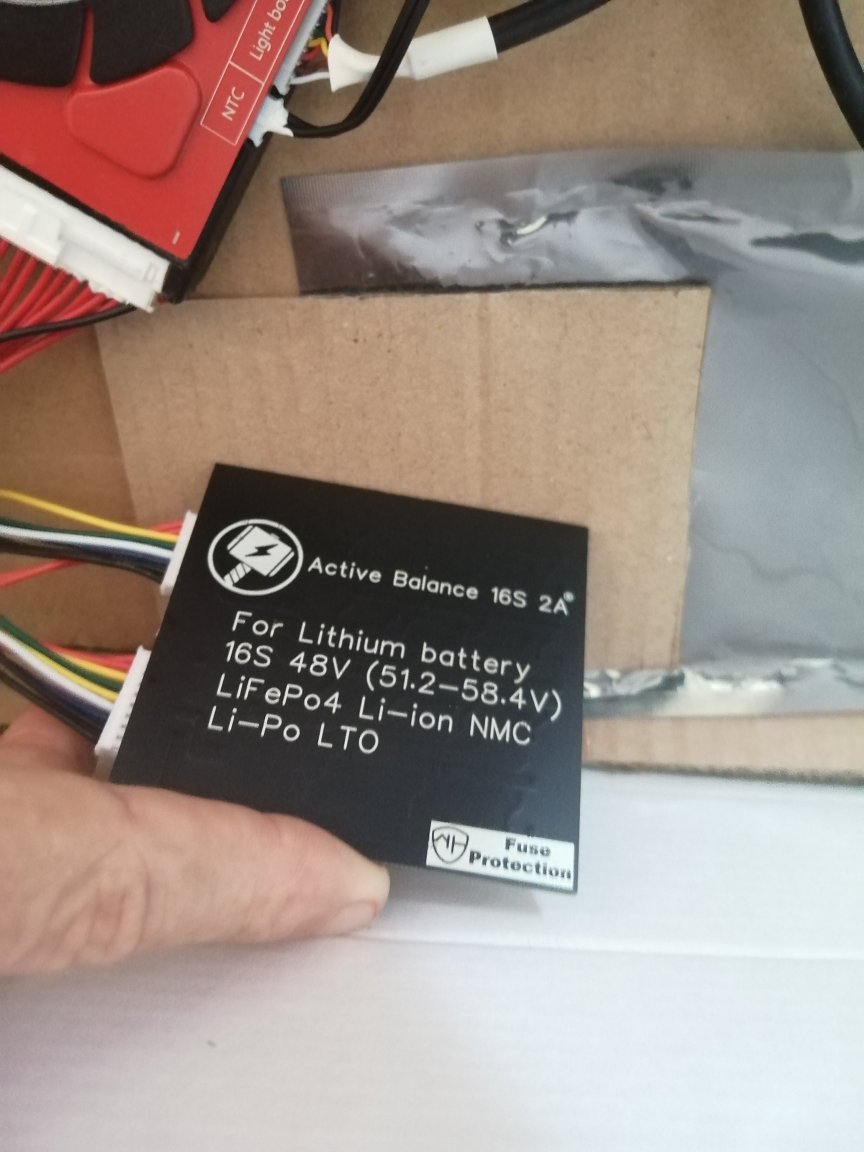 Light bo
NTC
Active Balance 16S 2A®
For Lithium battery
16S 48V (51.2-58.4V)
LiFePo4 Li-ion NMC
Li-Po LTO
Fuse
Protection